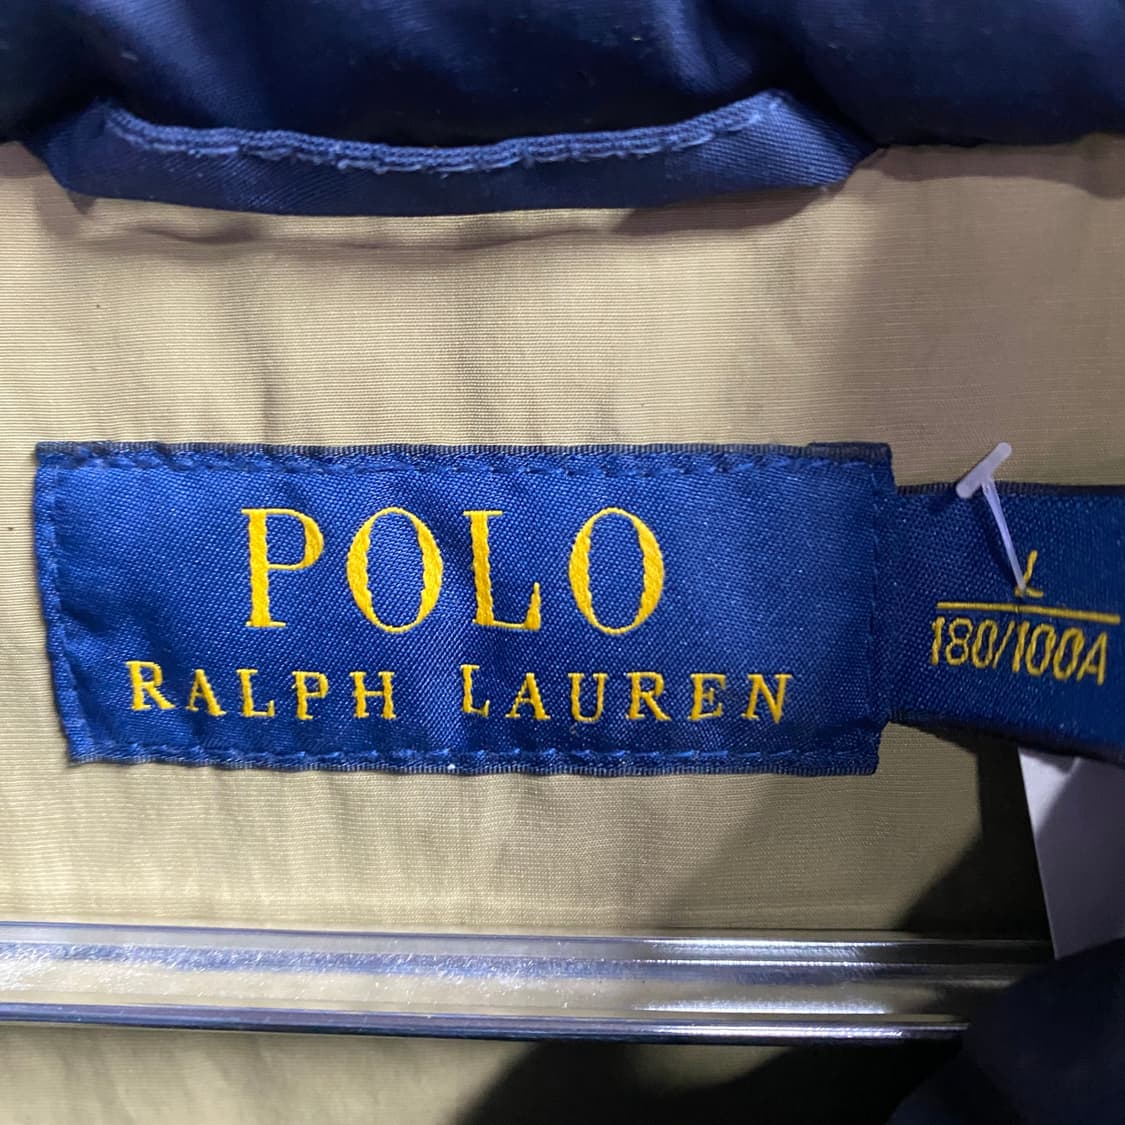 POLO
RALPH LAUREN
L
180/100A